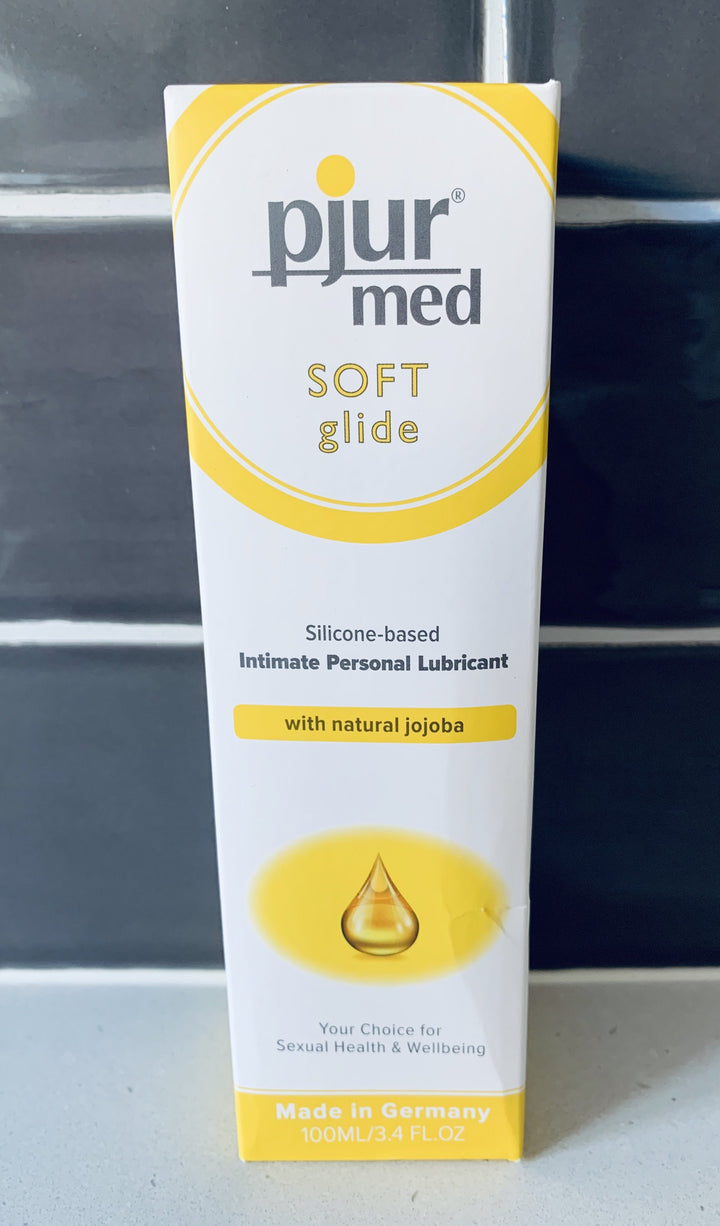 pjur®
med
SOFT
glide
Silicone-based
Intimate Personal Lubricant
with natural jojoba
Your Choice for
Sexual Health & Wellbeing
Made in Germany
100ML/3.4 FL.OZ